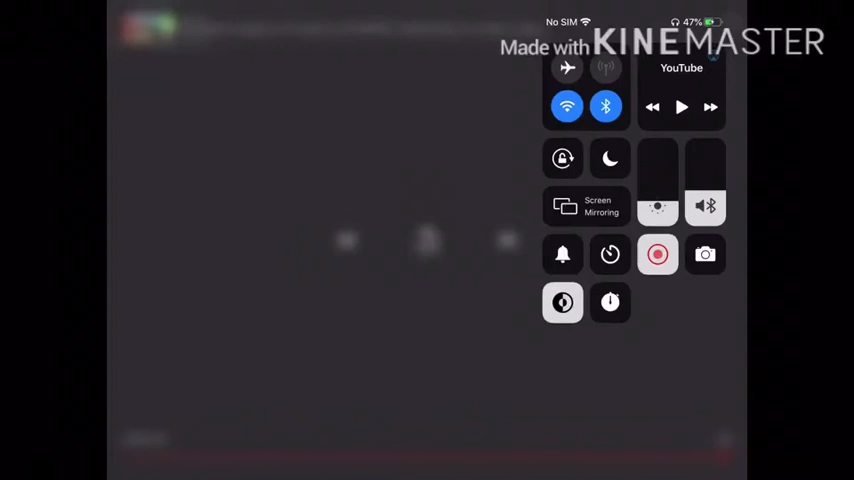 No SIM 47%
Made with KINEMASTER
YouTube
Screen
Mirroring